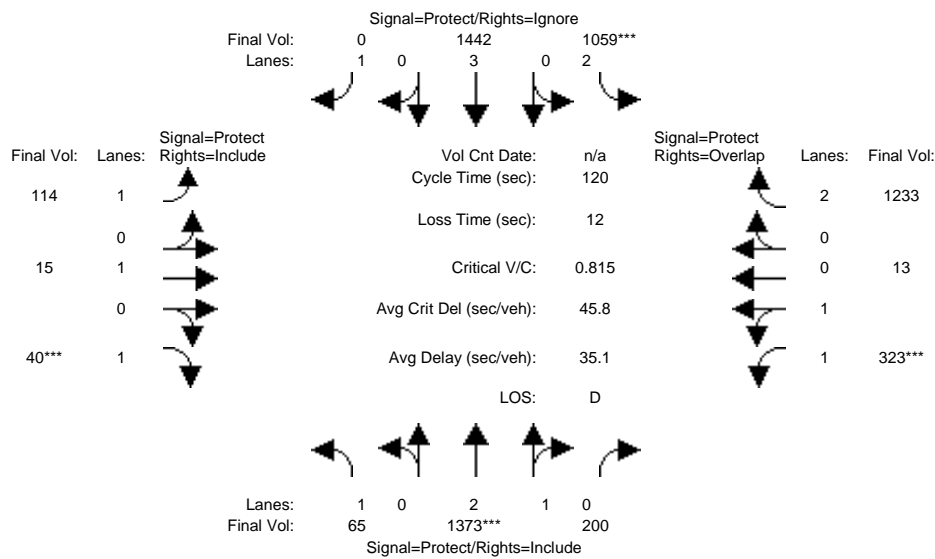 Signal=Protect/Rights=Ignore
Final Vol: 0 1442 1059***
Lanes: 1 0 3 0 2
Signal=Protect
Final Vol: Lanes: Rights=Include
Vol Cnt Date: n/a
Signal=Protect
Rights=Overlap Lanes: Final Vol:
Cycle Time (sec): 120
114 1
2 1233
Loss Time (sec): 12
0
0
15 1
Critical V/C: 0.815
0 13
0
Avg Crit Del (sec/veh): 45.8
1
40*** 1
Avg Delay (sec/veh): 35.1
1 323***
LOS: D
Lanes: 1 0 2 1 0
Final Vol: 65 1373*** 200
Signal=Protect/Rights=Include